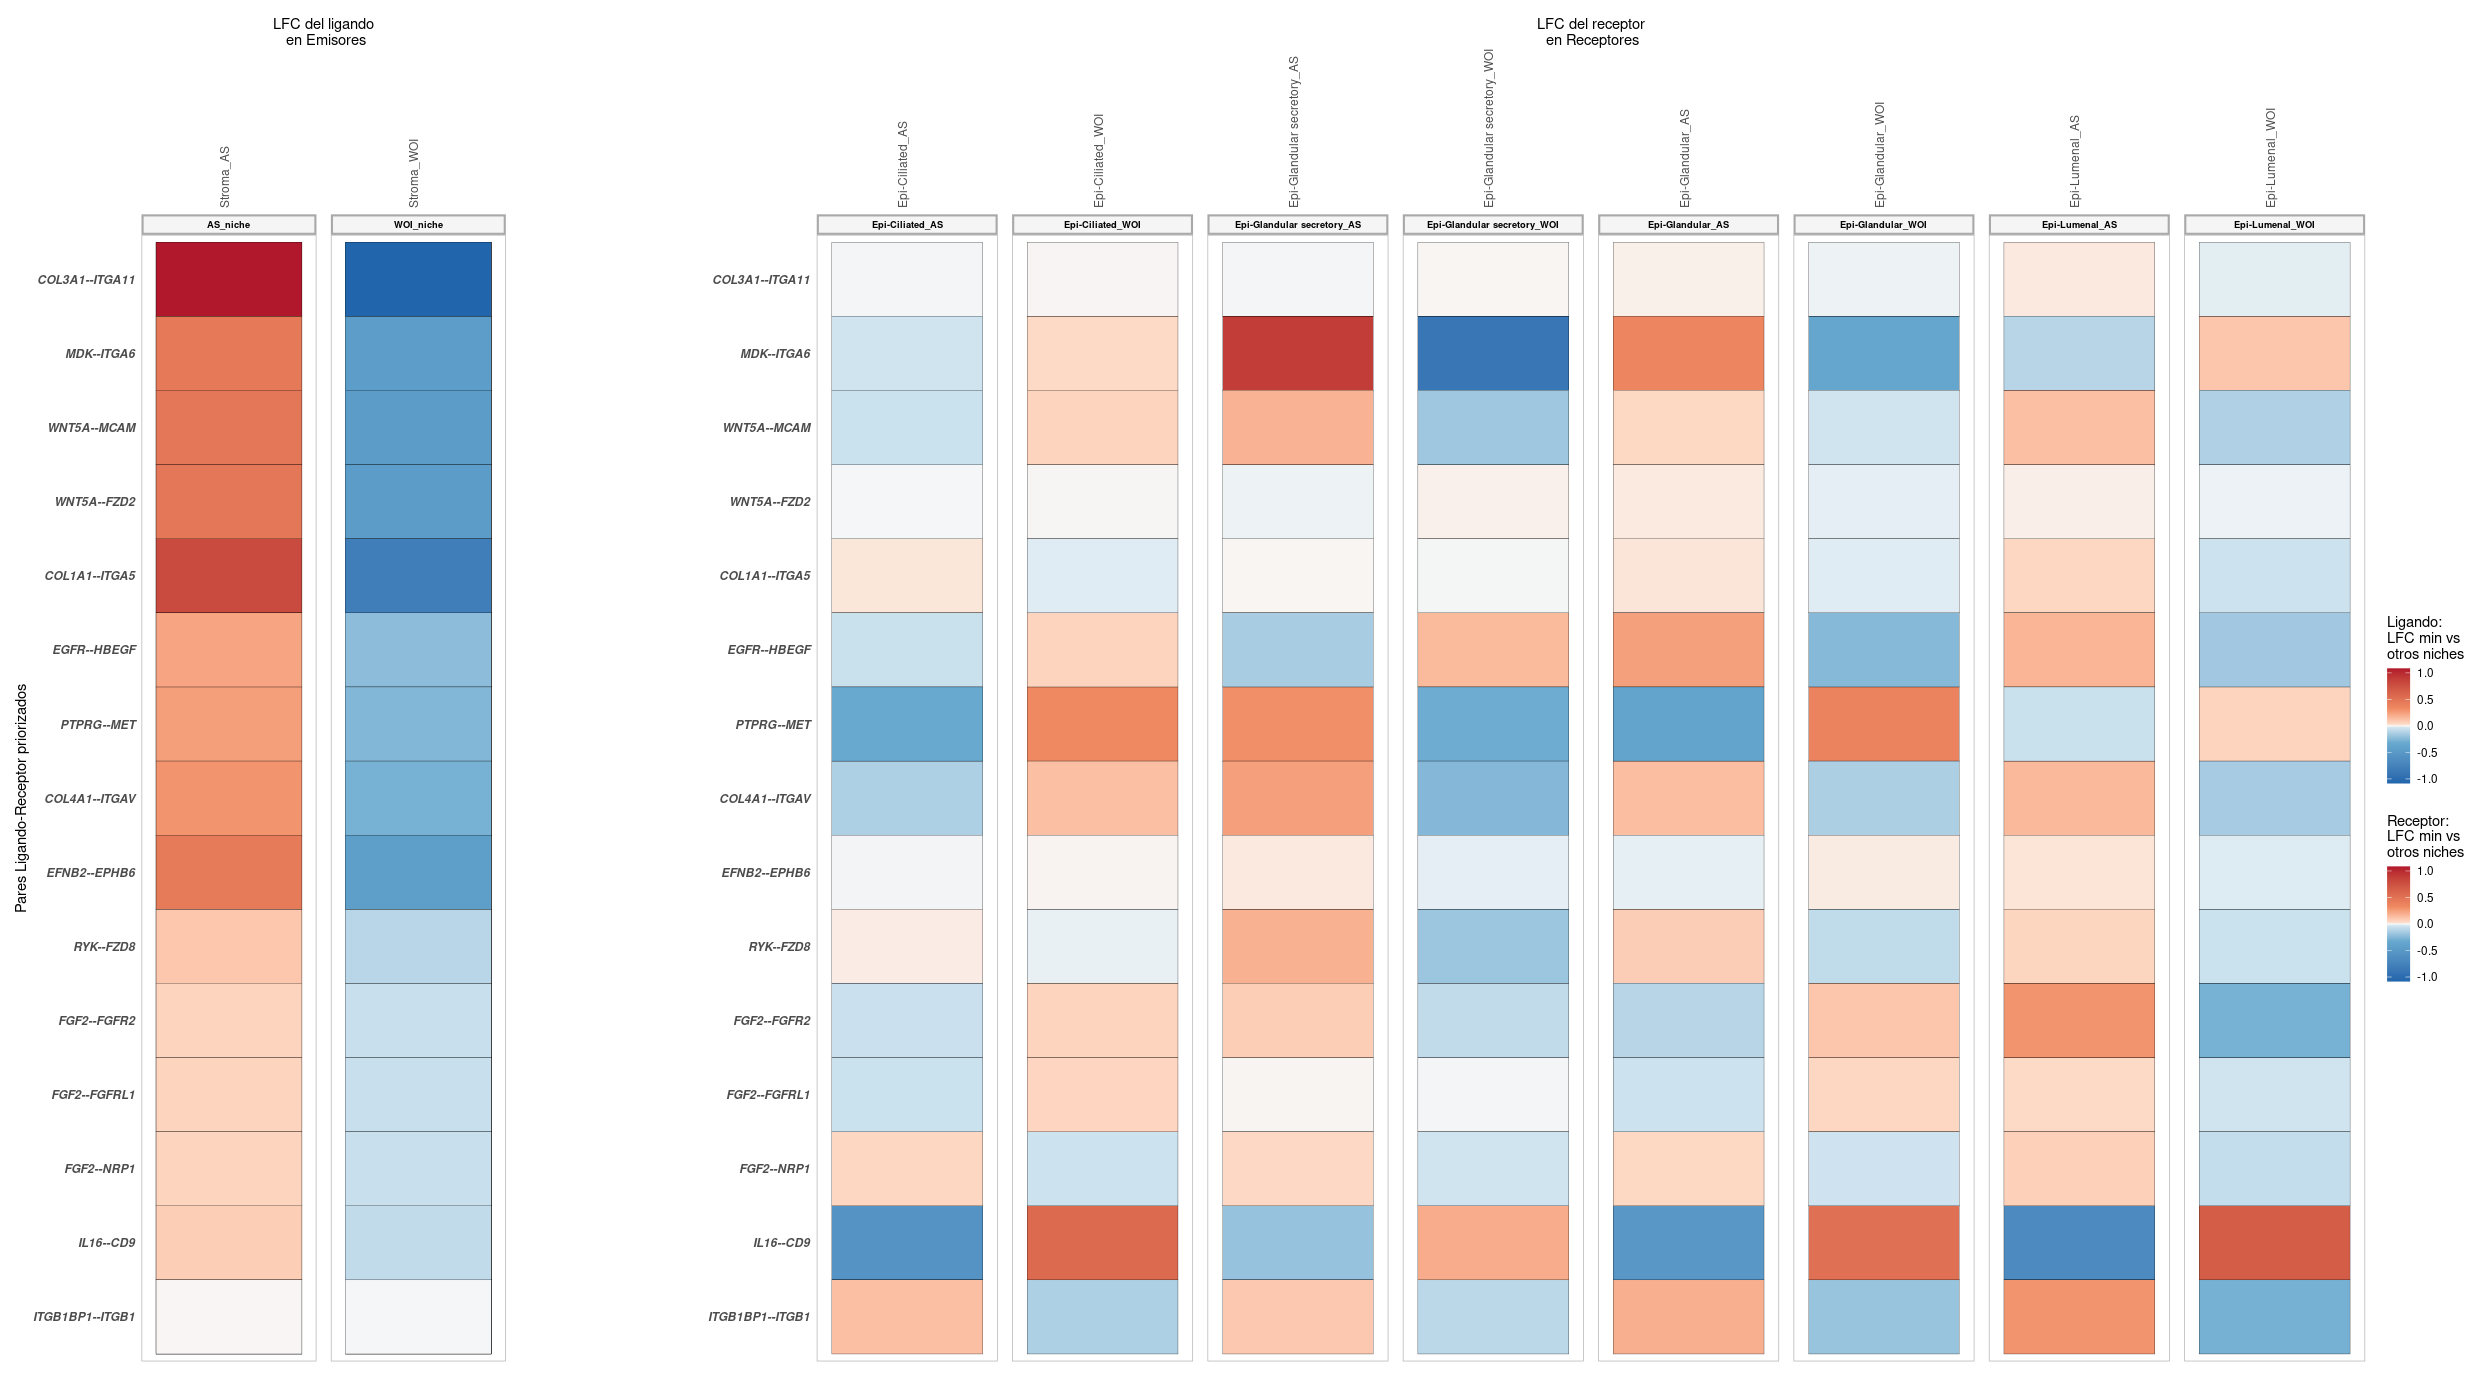 LFC del ligando
en Emisores
LFC del receptor
en Receptores
Stroma_AS
Stroma_WOI
Epi-Ciliated_AS
Epi-Ciliated_WOI
Epi-Glandular secretory_AS
Epi-Glandular secretory_WOI
Epi-Glandular_AS
Epi-Glandular_WOI
Epi-Lumenal_AS
Epi-Lumenal_WOI
AS_niche
WOI_niche
Epi-Ciliated_AS
Epi-Ciliated_WOI
Epi-Glandular secretory_AS
Epi-Glandular secretory_WOI
Epi-Glandular_AS
Epi-Glandular_WOI
Epi-Lumenal_AS
Epi-Lumenal_WOI
Pares Ligando-Receptor priorizados
COL3A1--ITGA11
MDK--ITGA6
WNT5A--MCAM
WNT5A--FZD2
COL1A1--ITGA5
EGFR--HBEGF
PTPRG--MET
COL4A1--ITGAV
EFNB2--EPHB6
RYK--FZD8
FGF2--FGFR2
FGF2--FGFRL1
FGF2--NRP1
IL16--CD9
ITGB1BP1--ITGB1
COL3A1--ITGA11
MDK--ITGA6
WNT5A--MCAM
WNT5A--FZD2
COL1A1--ITGA5
EGFR--HBEGF
PTPRG--MET
COL4A1--ITGAV
EFNB2--EPHB6
RYK--FZD8
FGF2--FGFR2
FGF2--FGFRL1
FGF2--NRP1
IL16--CD9
ITGB1BP1--ITGB1
Ligando:
LFC min vs
otros niches
1.0
0.5
0.0
-0.5
-1.0
Receptor:
LFC min vs
otros niches
1.0
0.5
0.0
-0.5
-1.0